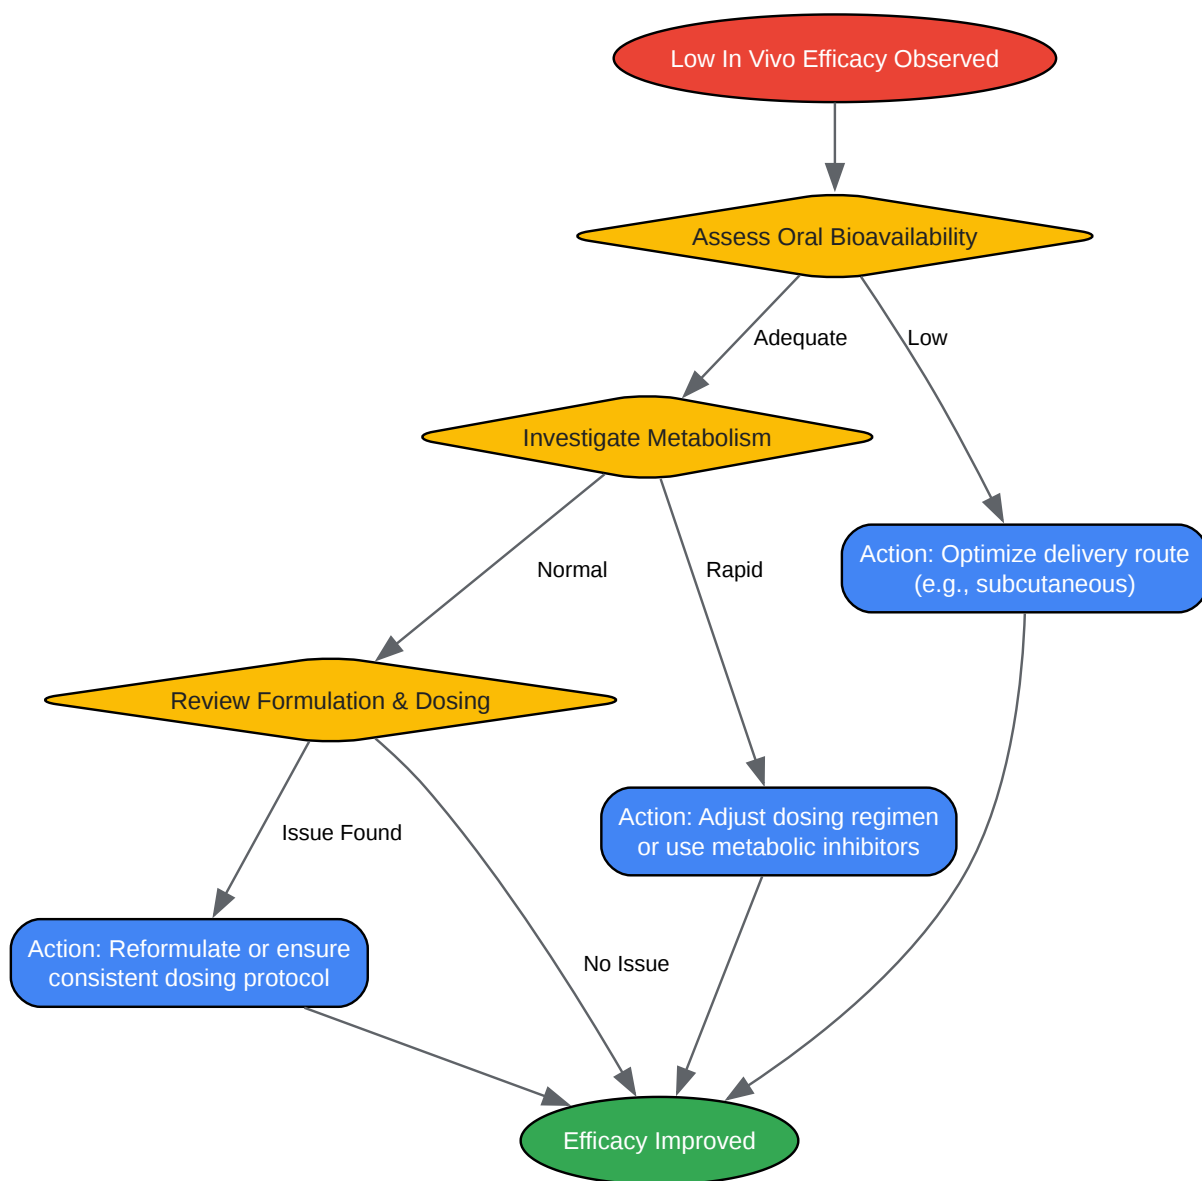 Low In Vivo Efficacy Observed
Assess Oral Bioavailability
Adequate
Low
Investigate Metabolism
Action: Optimize delivery route
(e.g., subcutaneous)
Normal
Rapid
Review Formulation & Dosing
Action: Adjust dosing regimen
or use metabolic inhibitors
Issue Found
Action: Reformulate or ensure
consistent dosing protocol
No Issue
Efficacy Improved